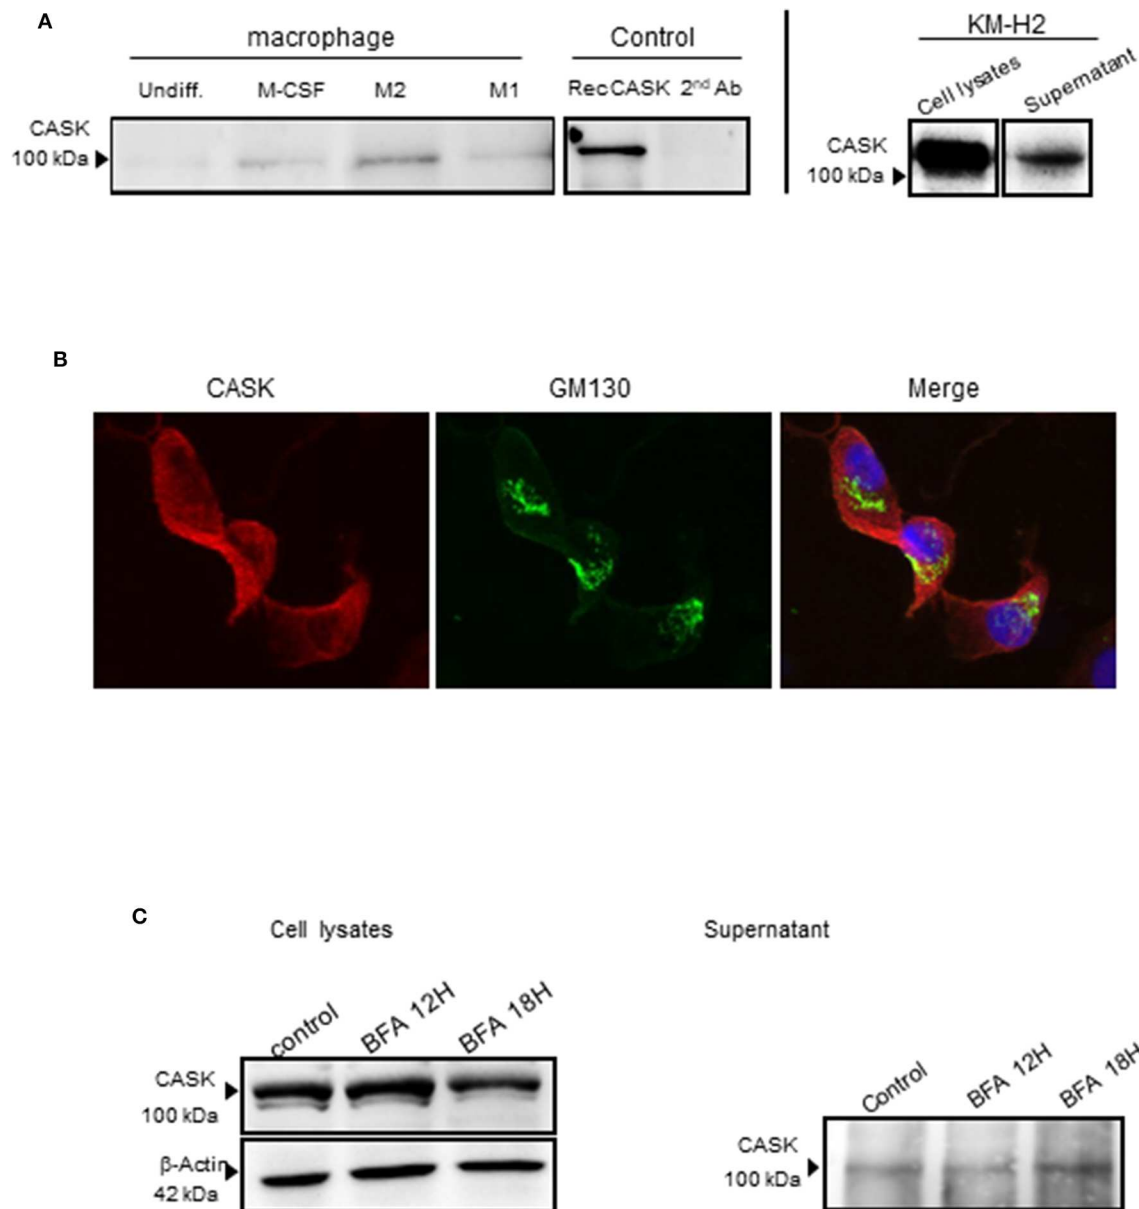 A
macrophage
Control
KM-H2
Undiff. M-CSF M2 M1
RecCASK 2nd Ab
Cell lysates Supernatant
CASK
100 kDa
CASK
100 kDa
B
CASK GM130 Merge
C
Cell lysates Supernatant
control BFA 12H BFA 18H
CASK
100 kDa
β-Actin
42 kDa
Control BFA 12H BFA 18H
CASK
100 kDa